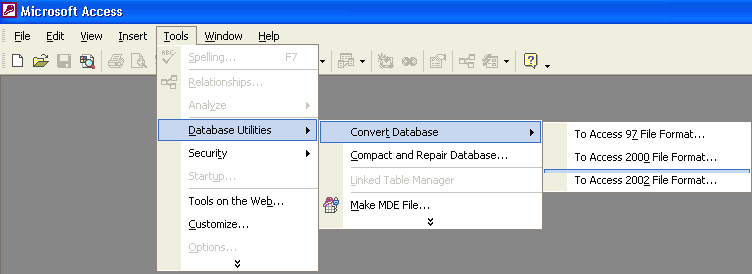 Microsoft Access
File Edit View Insert Tools Window Help
Spelling... F7
Relationships...
Analyze
Database Utilities
Security
Startup...
Tools on the Web...
Customize...
Options...
Convert Database
Compact and Repair Database...
Linked Table Manager
Make MDE File...
To Access 97 File Format...
To Access 2000 File Format...
To Access 2002 File Format...